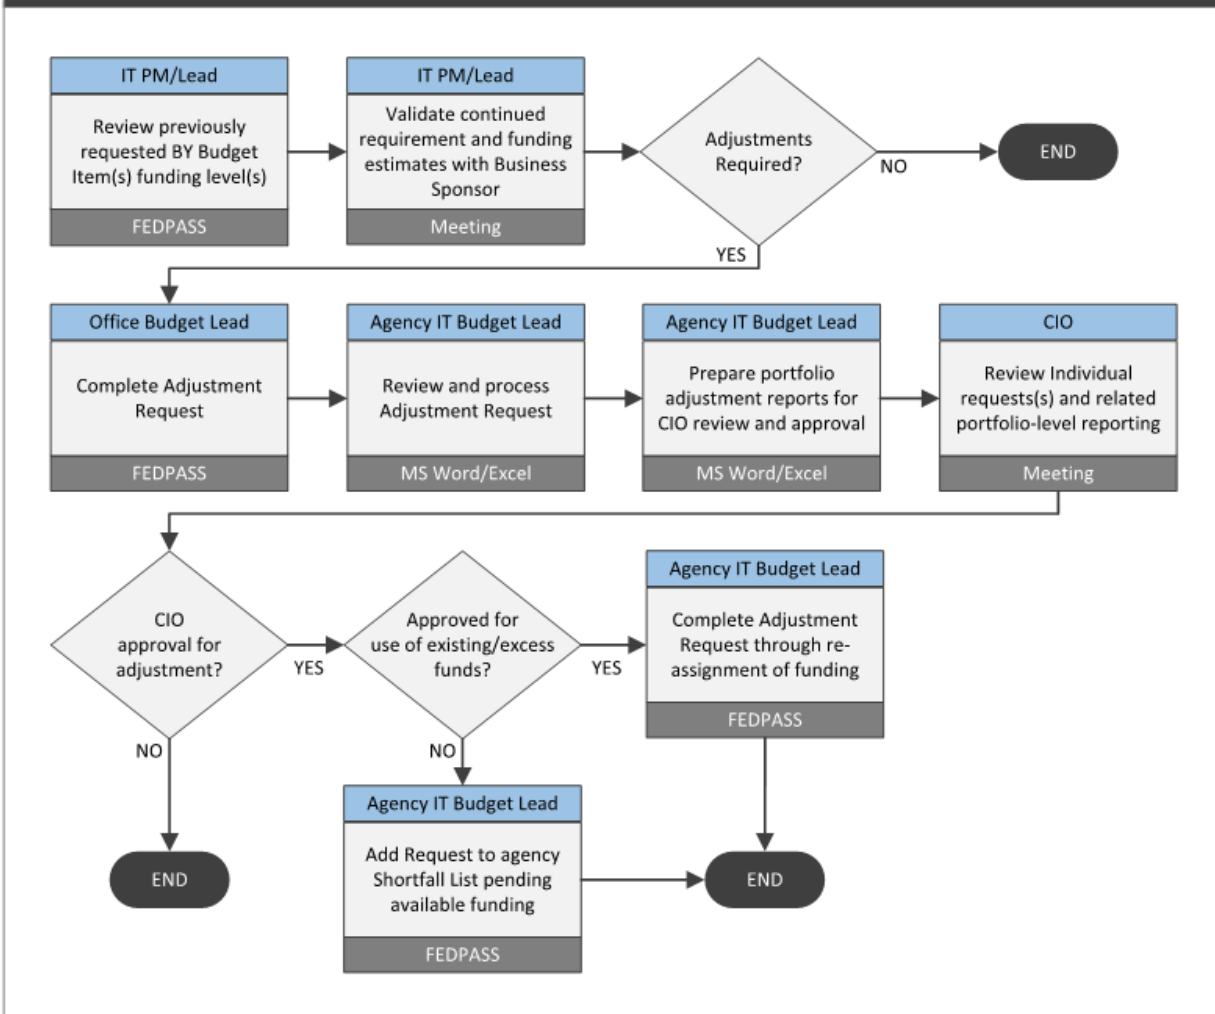 IT PM/Lead
Review previously
requested BY Budget
Item(s) funding level(s)
FEDPASS
IT PM/Lead
Validate continued
requirement and funding
estimates with Business
Sponsor
Meeting
Adjustments
Required?
NO
END
YES
Office Budget Lead
Complete Adjustment
Request
FEDPASS
Agency IT Budget Lead
Review and process
Adjustment Request
MS Word/Excel
Agency IT Budget Lead
Prepare portfolio
adjustment reports for
CIO review and approval
MS Word/Excel
CIO
Review Individual
requests(s) and related
portfolio-level reporting
Meeting
CIO
approval for
adjustment?
YES
NO
END
Approved for
use of existing/excess
funds?
YES
NO
Agency IT Budget Lead
Complete Adjustment
Request through re-
assignment of funding
FEDPASS
Agency IT Budget Lead
Add Request to agency
Shortfall List pending
available funding
FEDPASS
END